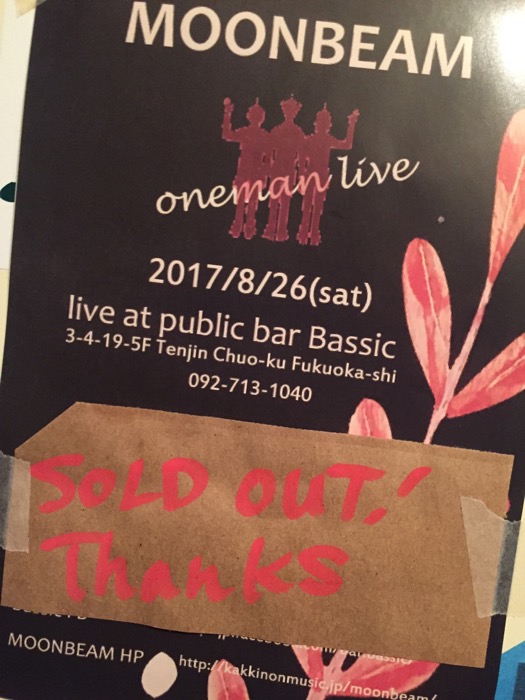 MOONBEAM
oneman live
2017/8/26(sat)
live at public bar Bassic
3-4-19-5F Tenjin Chuo-ku Fukuoka-shi
092-713-1040
SOLD OUT!
Thanks
MOONBEAM HP http://kakkinonmusic.jp/moonbeam/